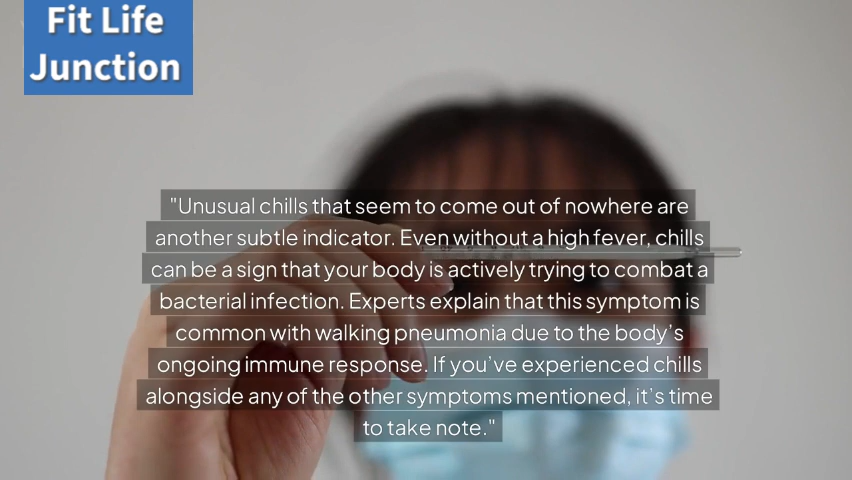 Fit Life
Junction
"Unusual chills that seem to come out of nowhere are
another subtle indicator. Even without a high fever, chills
can be a sign that your body is actively trying to combat a
bacterial infection. Experts explain that this symptom is
common with walking pneumonia due to the body’s
ongoing immune response. If you’ve experienced chills
alongside any of the other symptoms mentioned, it’s time
to take note."